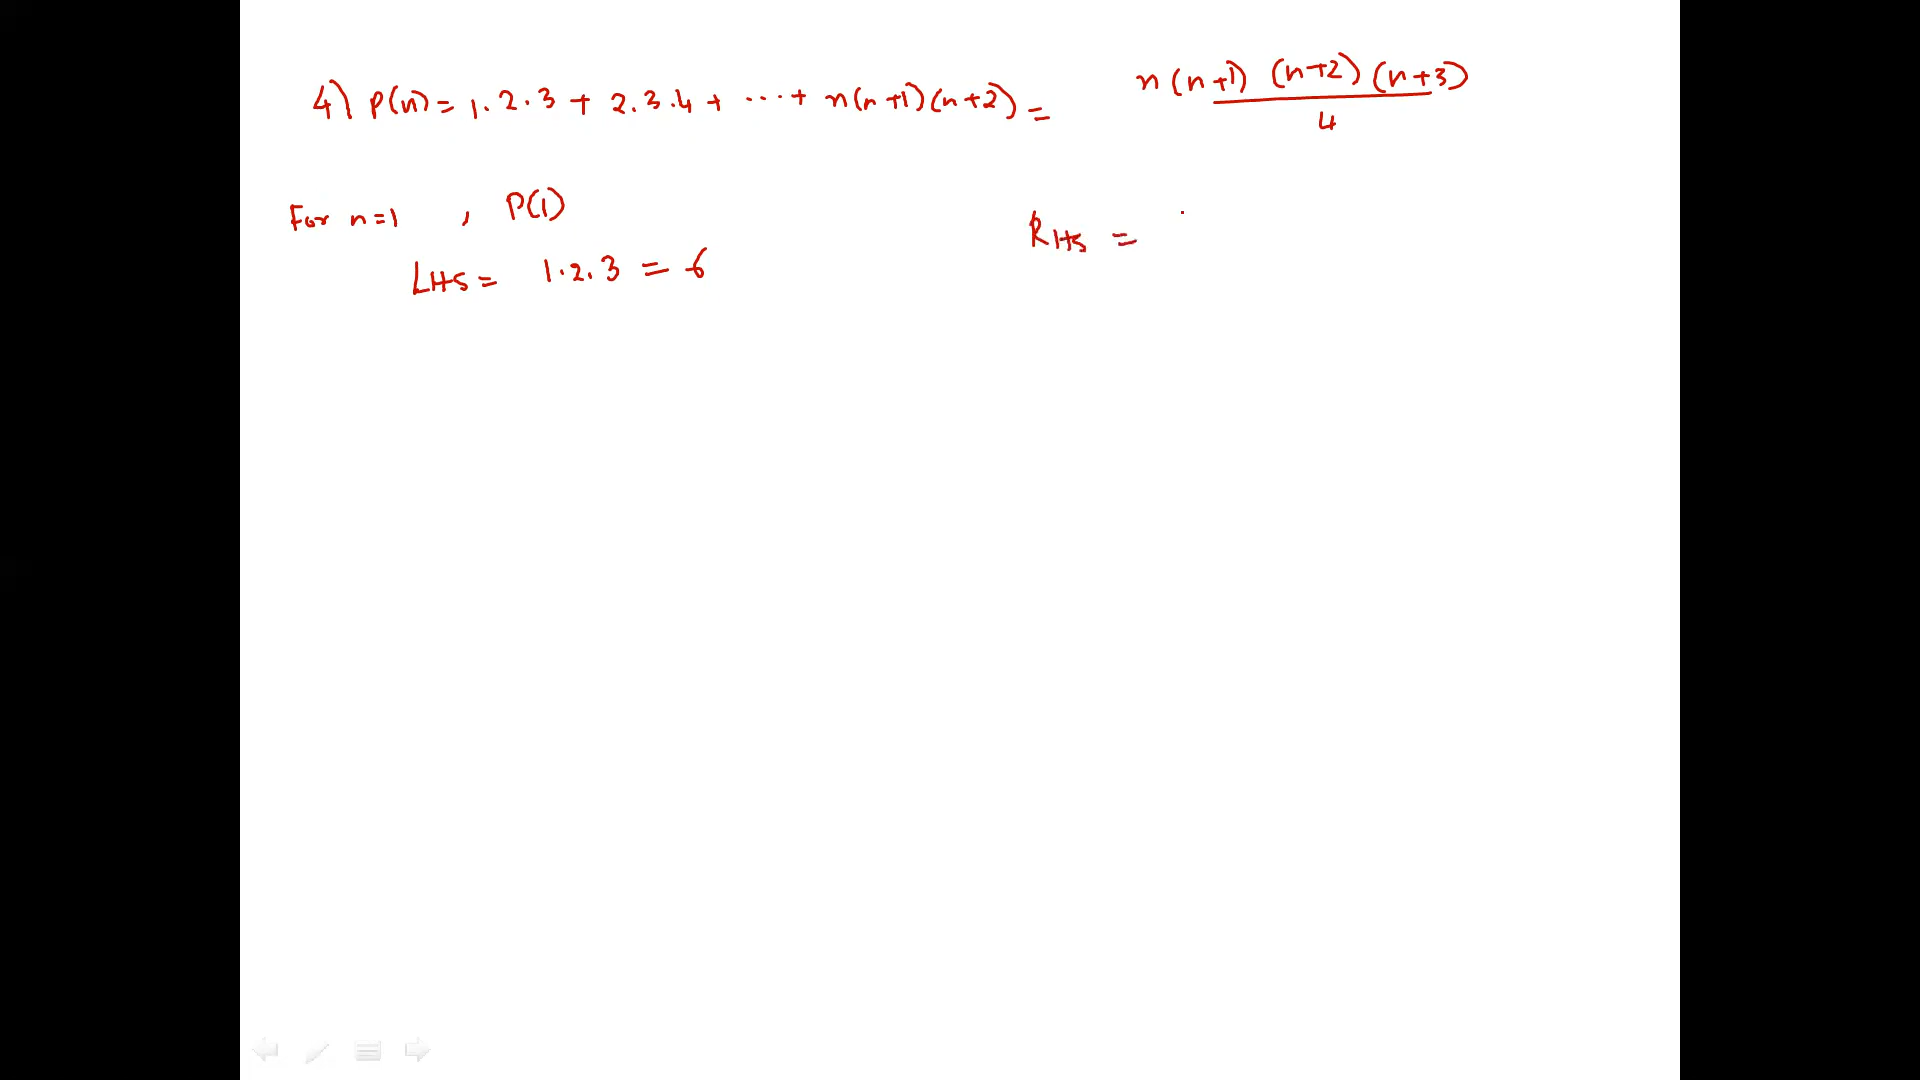 4) P(n) = 1.2.3 + 2.3.4 + ... + n(n+1)(n+2) = n(n+1)(n+2)(n+3)
4
For n=1 , P(1)
RHS =
LHS = 1.2.3 = 6